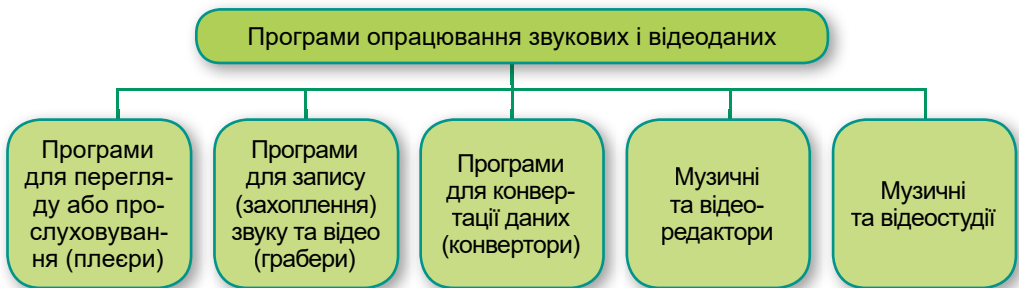 Програми опрацювання звукових і відеоданих
Програми
для перегля-
ду або про-
слуховуван-
ня (плеєри)
Програми
для запису
(захоплення)
звуку та відео
(грабери)
Програми
для конвер-
тації даних
(конвертори)
Музичні
та відео-
редактори
Музичні
та відеостудії